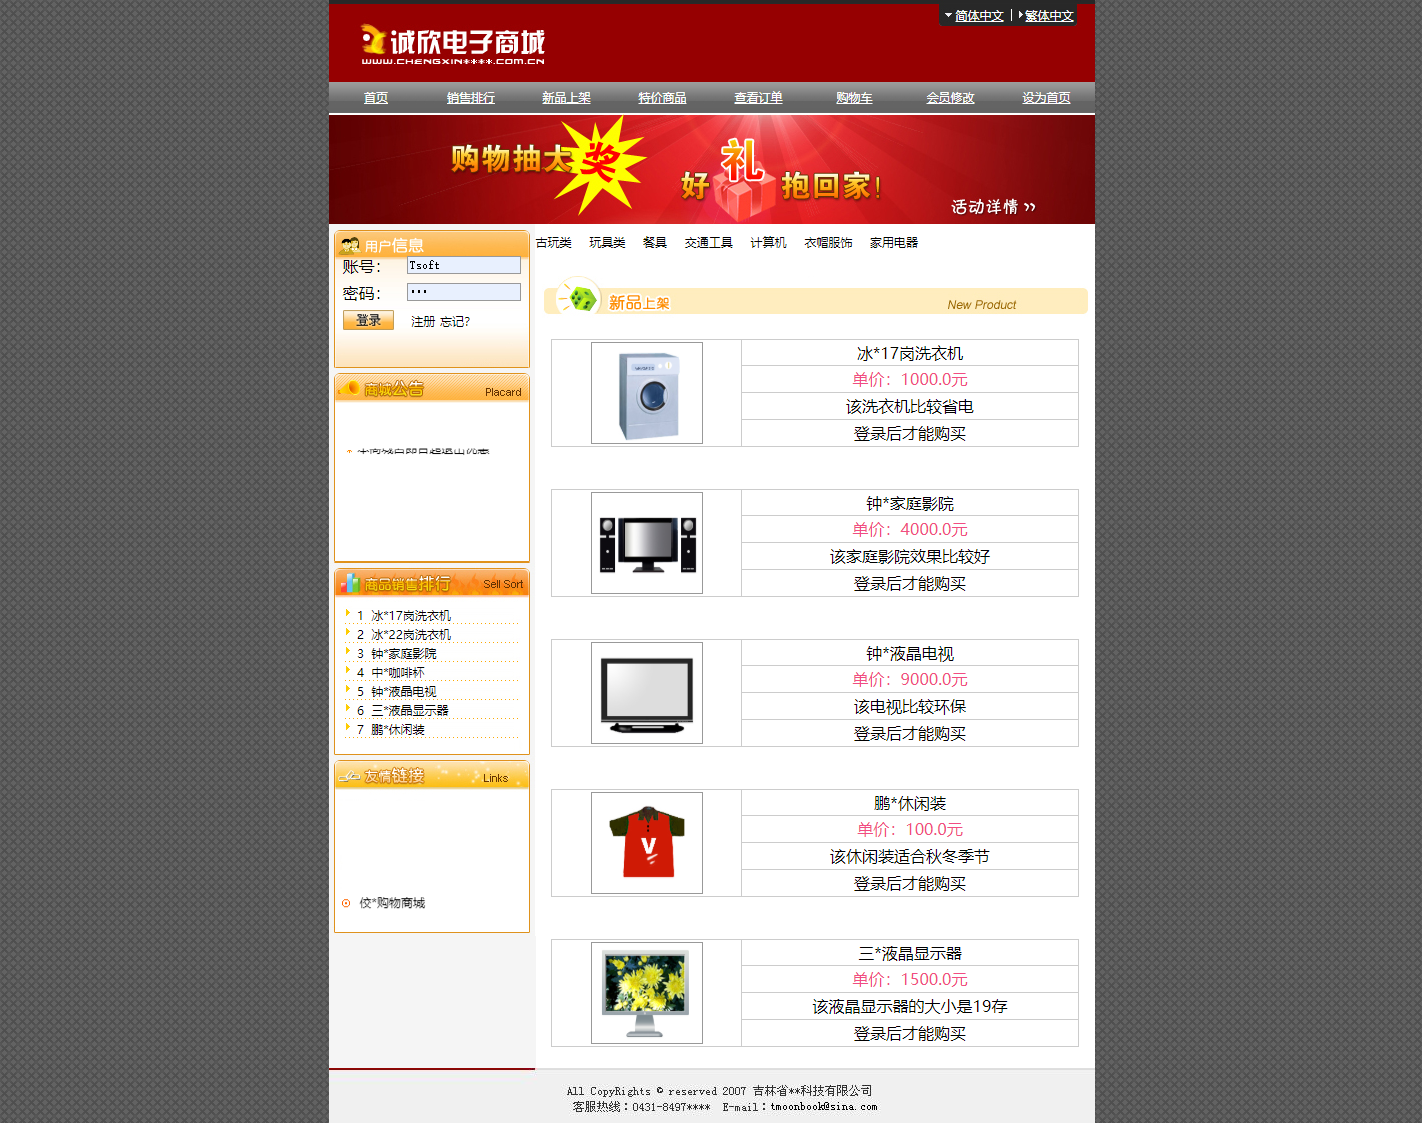 简体中文 | 繁体中文
诚欣电子商城
WWW.CHENGXIN****.COM.CN
首页 销售排行 新品上架 特价商品 查看订单 购物车 会员修改 设为首页
购物抽大奖 好礼抱回家!
活动详情 >>
用户信息
账号： Tsoft
密码： •••
登录 注册 忘记?
商城公告 Placard
商品销售排行 Sell Sort
1 冰*17岗洗衣机
2 冰*22岗洗衣机
3 钟*家庭影院
4 中*咖啡杯
5 钟*液晶电视
6 三*液晶显示器
7 鹏*休闲装
友情链接 Links
佼*购物商城
古玩类 玩具类 餐具 交通工具 计算机 衣帽服饰 家用电器
新品上架 New Product
冰*17岗洗衣机
单价：1000.0元
该洗衣机比较省电
登录后才能购买
钟*家庭影院
单价：4000.0元
该家庭影院效果比较好
登录后才能购买
钟*液晶电视
单价：9000.0元
该电视比较环保
登录后才能购买
鹏*休闲装
单价：100.0元
该休闲装适合秋冬季节
登录后才能购买
三*液晶显示器
单价：1500.0元
该液晶显示器的大小是19存
登录后才能购买
All CopyRights © reserved 2007 吉林省**科技有限公司
客服热线：0431-8497**** E-mail：tmoonbook@sina.com